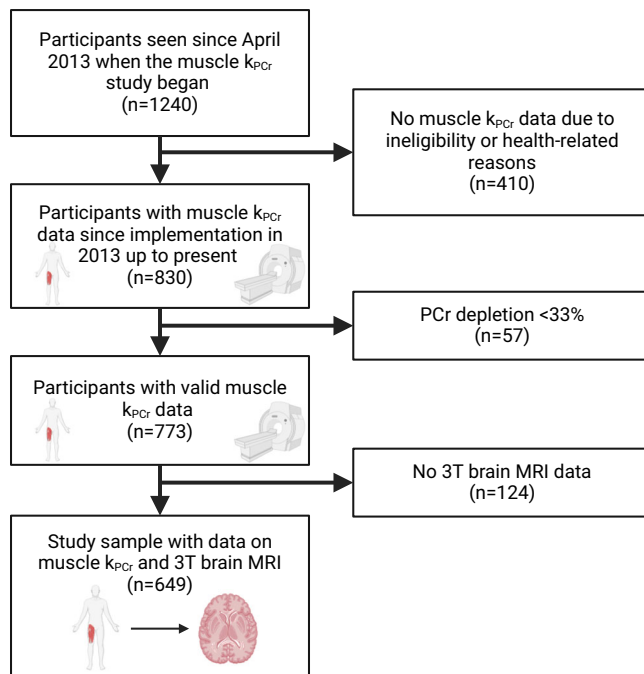 Participants seen since April
2013 when the muscle kPCr
study began
(n=1240)
No muscle kPCr data due to
ineligibility or health-related
reasons
(n=410)
Participants with muscle kPCr
data since implementation in
2013 up to present
(n=830)
PCr depletion <33%
(n=57)
Participants with valid muscle
kPCr data
(n=773)
No 3T brain MRI data
(n=124)
Study sample with data on
muscle kPCr and 3T brain MRI
(n=649)